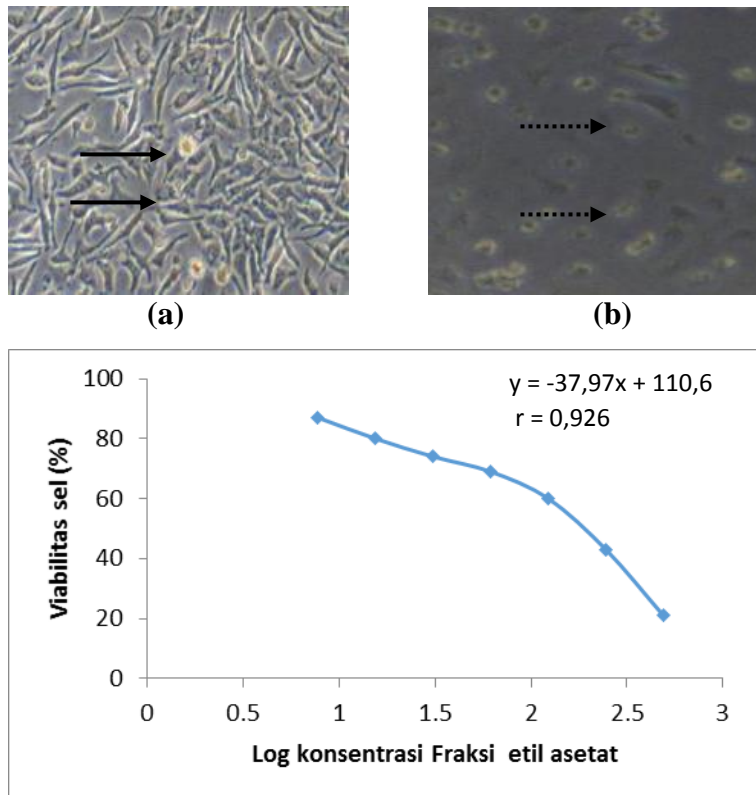 (a)
(b)
y = -37,97x + 110,6
r = 0,926
100
80
60
40
20
0
Viabilitas sel (%)
0 0.5 1 1.5 2 2.5 3
Log konsentrasi Fraksi etil asetat